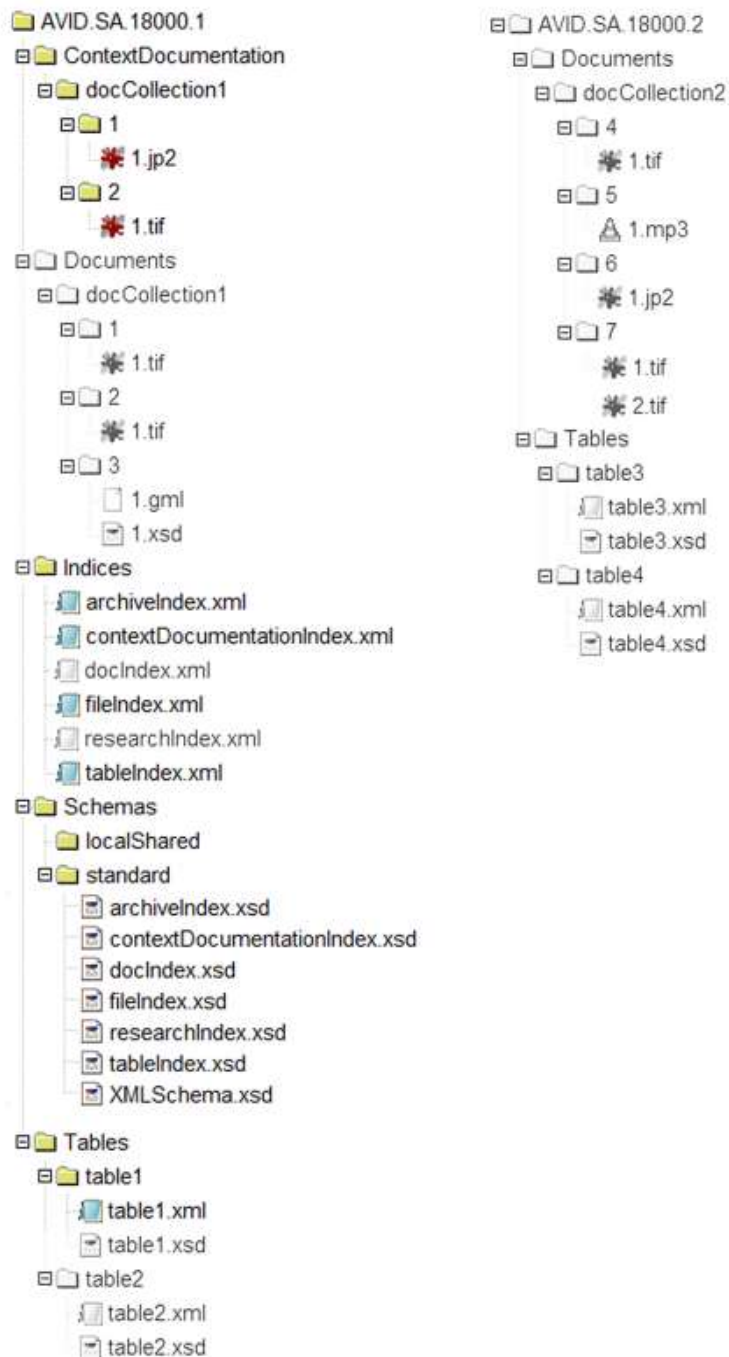 AVID.SA.18000.1
ContextDocumentation
docCollection1
1
1.jp2
2
1.tif
Documents
docCollection1
1
1.tif
2
1.tif
3
1.gml
1.xsd
Indices
archiveIndex.xml
contextDocumentationIndex.xml
docIndex.xml
fileIndex.xml
researchIndex.xml
tableIndex.xml
Schemas
localShared
standard
archiveIndex.xsd
contextDocumentationIndex.xsd
docIndex.xsd
fileIndex.xsd
researchIndex.xsd
tableIndex.xsd
XMLSchema.xsd
Tables
table1
table1.xml
table1.xsd
table2
table2.xml
table2.xsd
AVID.SA.18000.2
Documents
docCollection2
4
1.tif
5
1.mp3
6
1.jp2
7
1.tif
2.tif
Tables
table3
table3.xml
table3.xsd
table4
table4.xml
table4.xsd